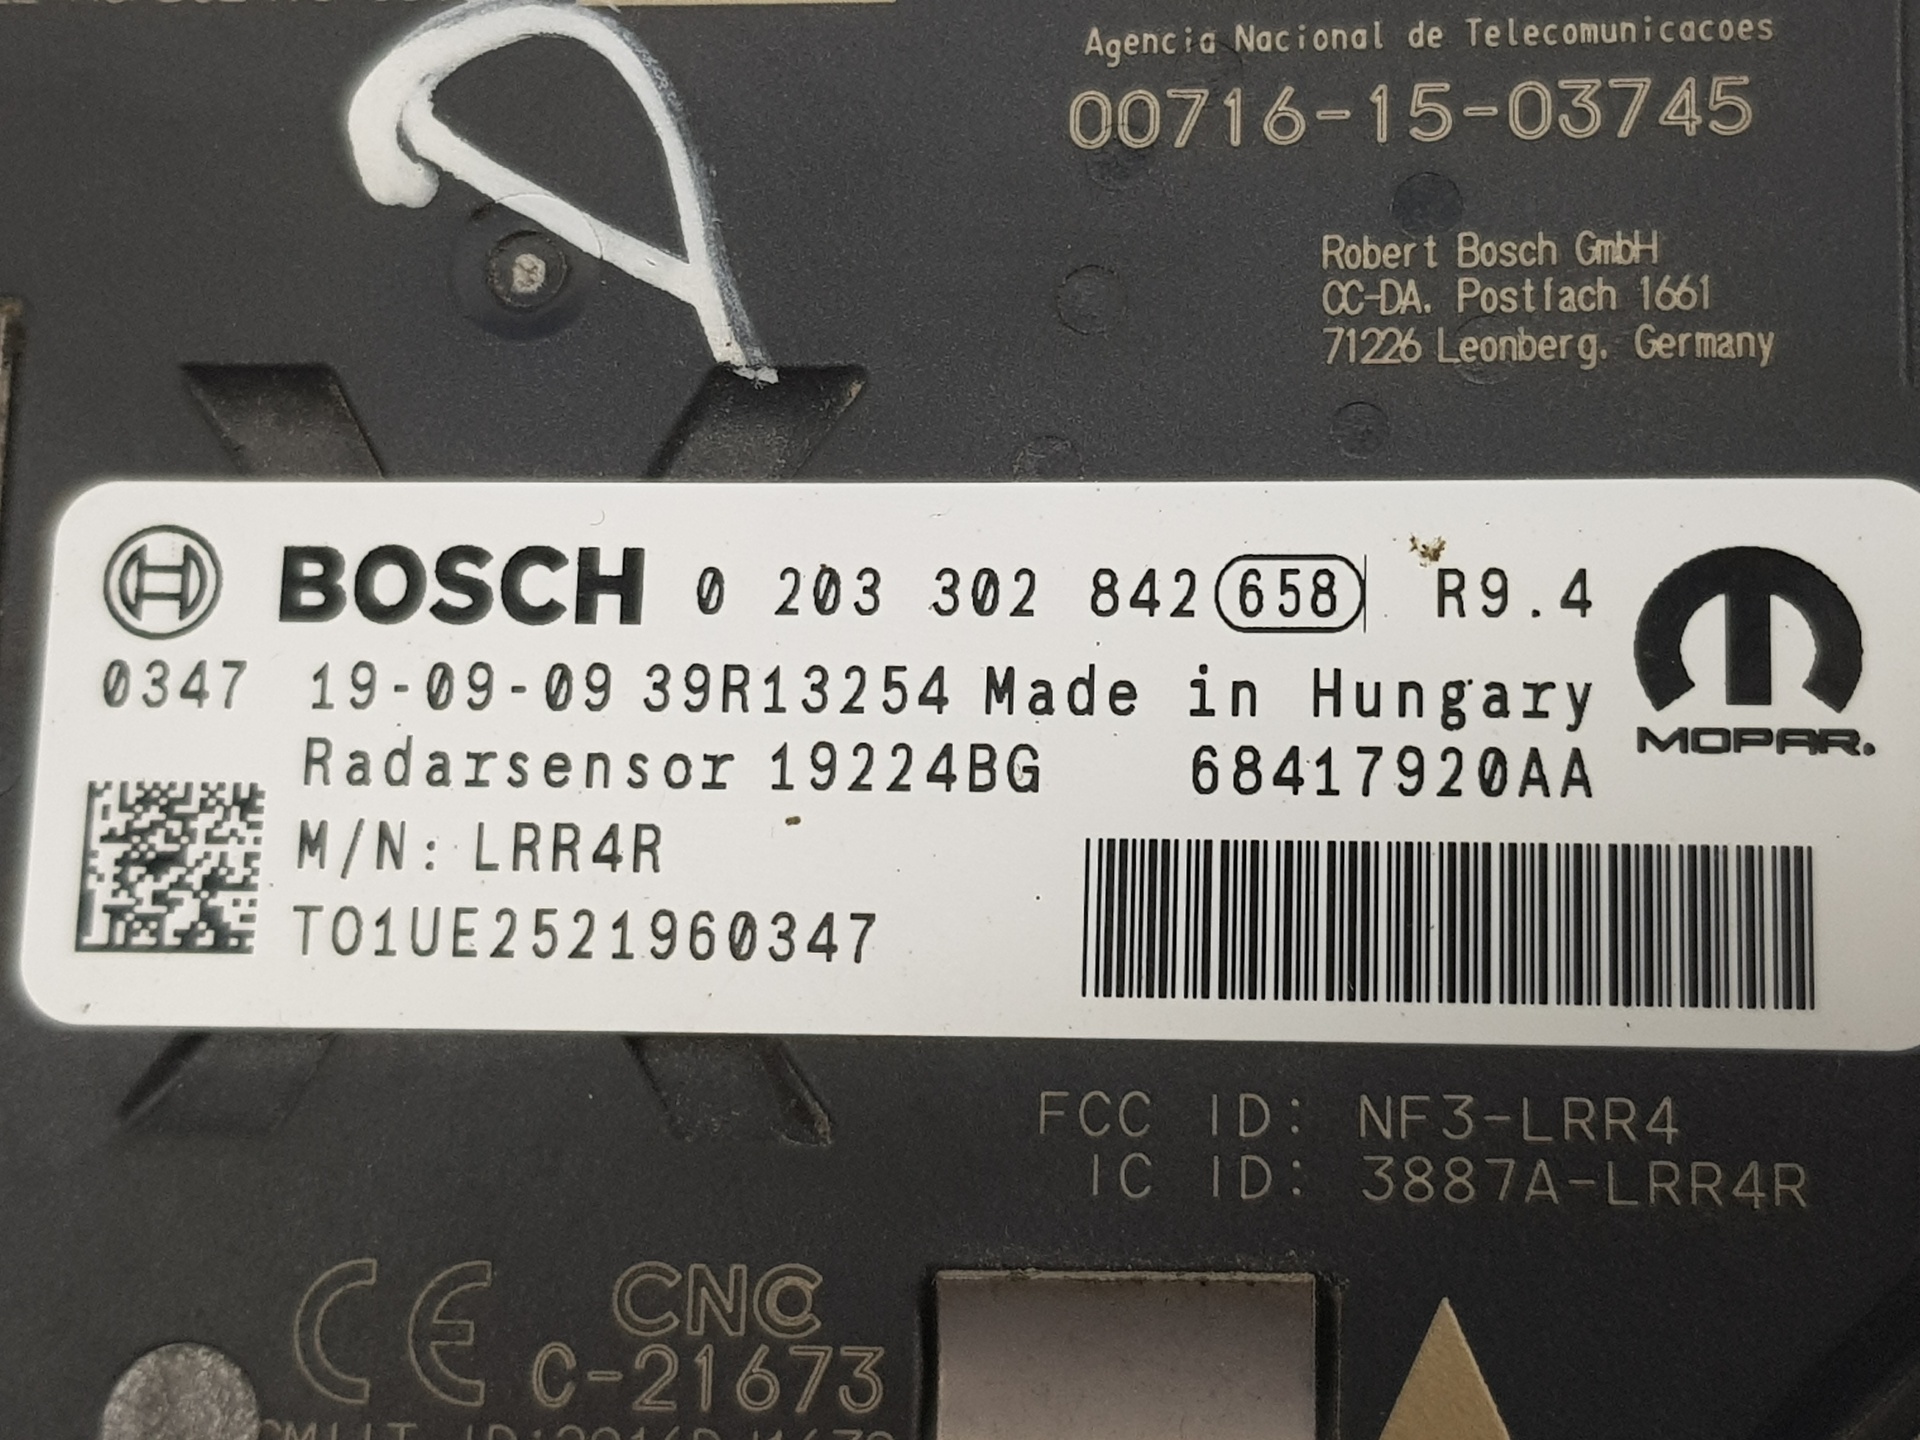 Agencia Nacional de Telecomunicacoes
00716-15-03745
Robert Bosch GmbH
CC-DA. Postfach 1661
71226 Leonberg. Germany
BOSCH 0 203 302 842 658 R9.4
0347 19-09-09 39R13254 Made in Hungary
MOPAR.
Radarsensor 19224BG 68417920AA
M/N: LRR4R
T01UE2521960347
FCC ID: NF3-LRR4
IC ID: 3887A-LRR4R
CE CNC
C-21673